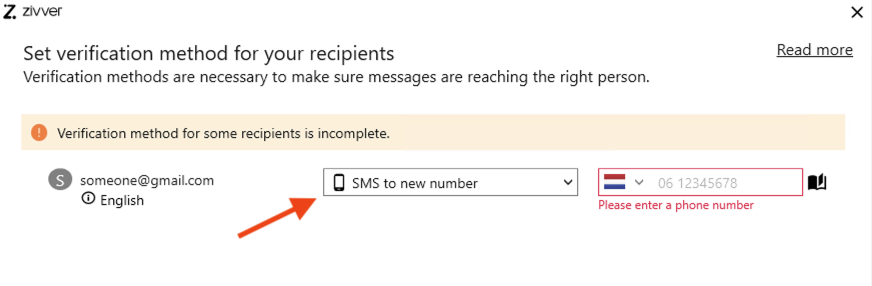 zivver
Set verification method for your recipients
Read more
Verification methods are necessary to make sure messages are reaching the right person.
Verification method for some recipients is incomplete.
S
someone@gmail.com
English
SMS to new number
06 12345678
Please enter a phone number